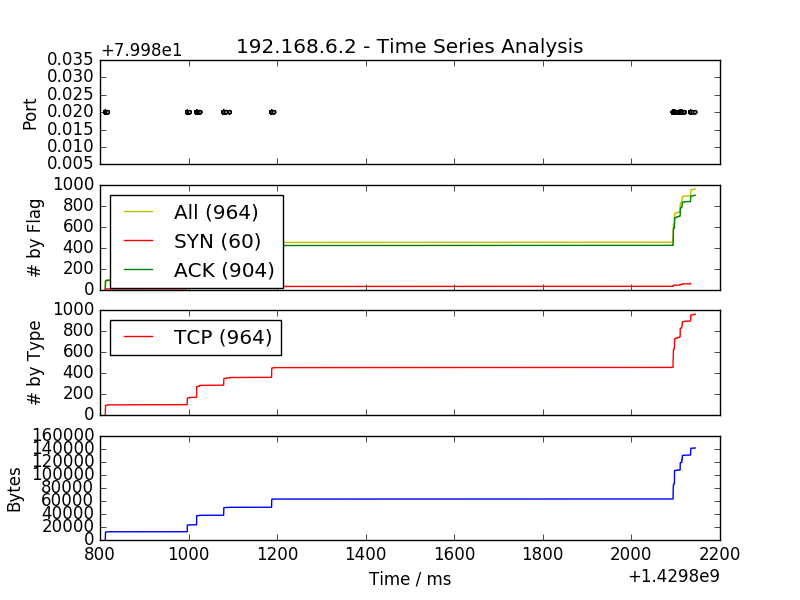 +7.998e1
192.168.6.2 - Time Series Analysis
0.035
0.030
0.025
0.020
0.015
0.010
0.005
Port
1000
800
600
400
200
0
# by Flag
All (964)
SYN (60)
ACK (904)
1000
800
600
400
200
0
# by Type
TCP (964)
160000
140000
120000
100000
80000
60000
40000
20000
0
Bytes
800 1000 1200 1400 1600 1800 2000 2200
Time / ms
+1.4298e9